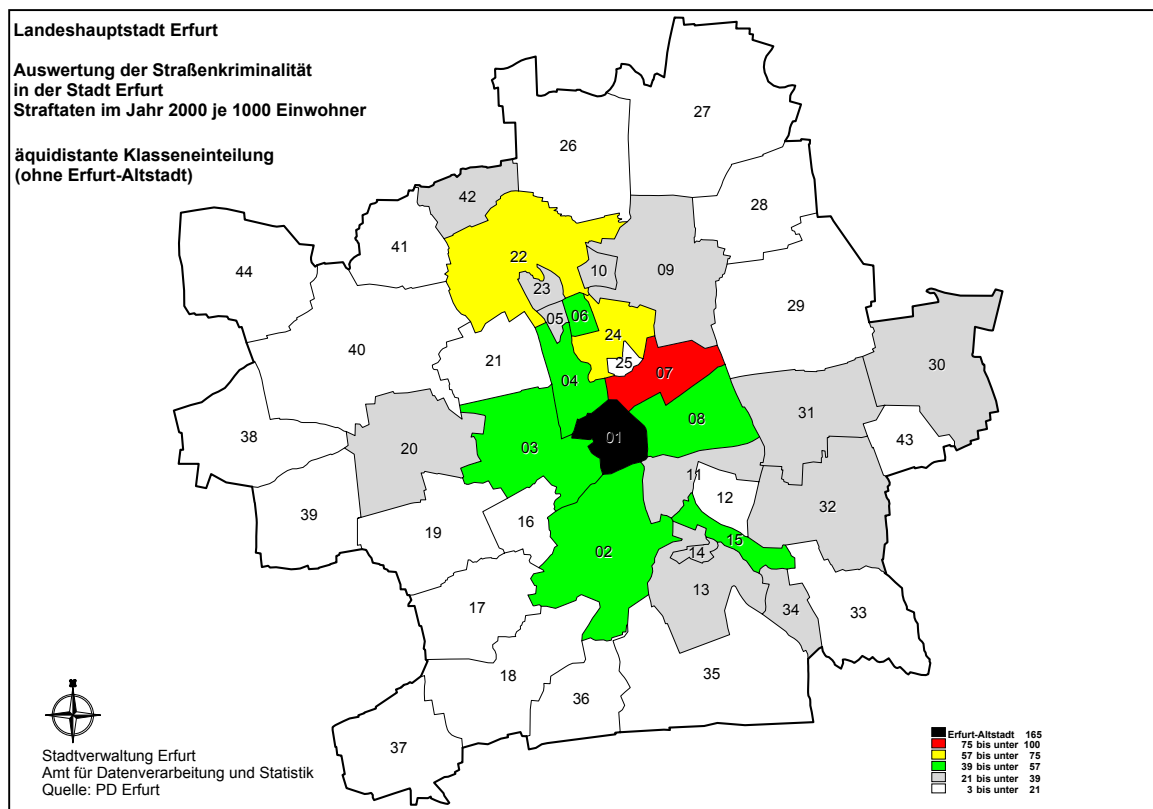 Landeshauptstadt Erfurt
Auswertung der Straßenkriminalität
in der Stadt Erfurt
Straftaten im Jahr 2000 je 1000 Einwohner
äquidistante Klasseneinteilung
(ohne Erfurt-Altstadt)
27
26
42
28
41
44
22
10
09
23
29
05
06
24
40
21
25
30
04
07
31
08
38
01
43
20
03
11
12
32
39
19
16
15
02
14
13
17
34
33
18
35
36
37
N
Stadtverwaltung Erfurt
Amt für Datenverarbeitung und Statistik
Quelle: PD Erfurt
Erfurt-Altstadt 165
75 bis unter 100
57 bis unter 75
39 bis unter 57
21 bis unter 39
3 bis unter 21